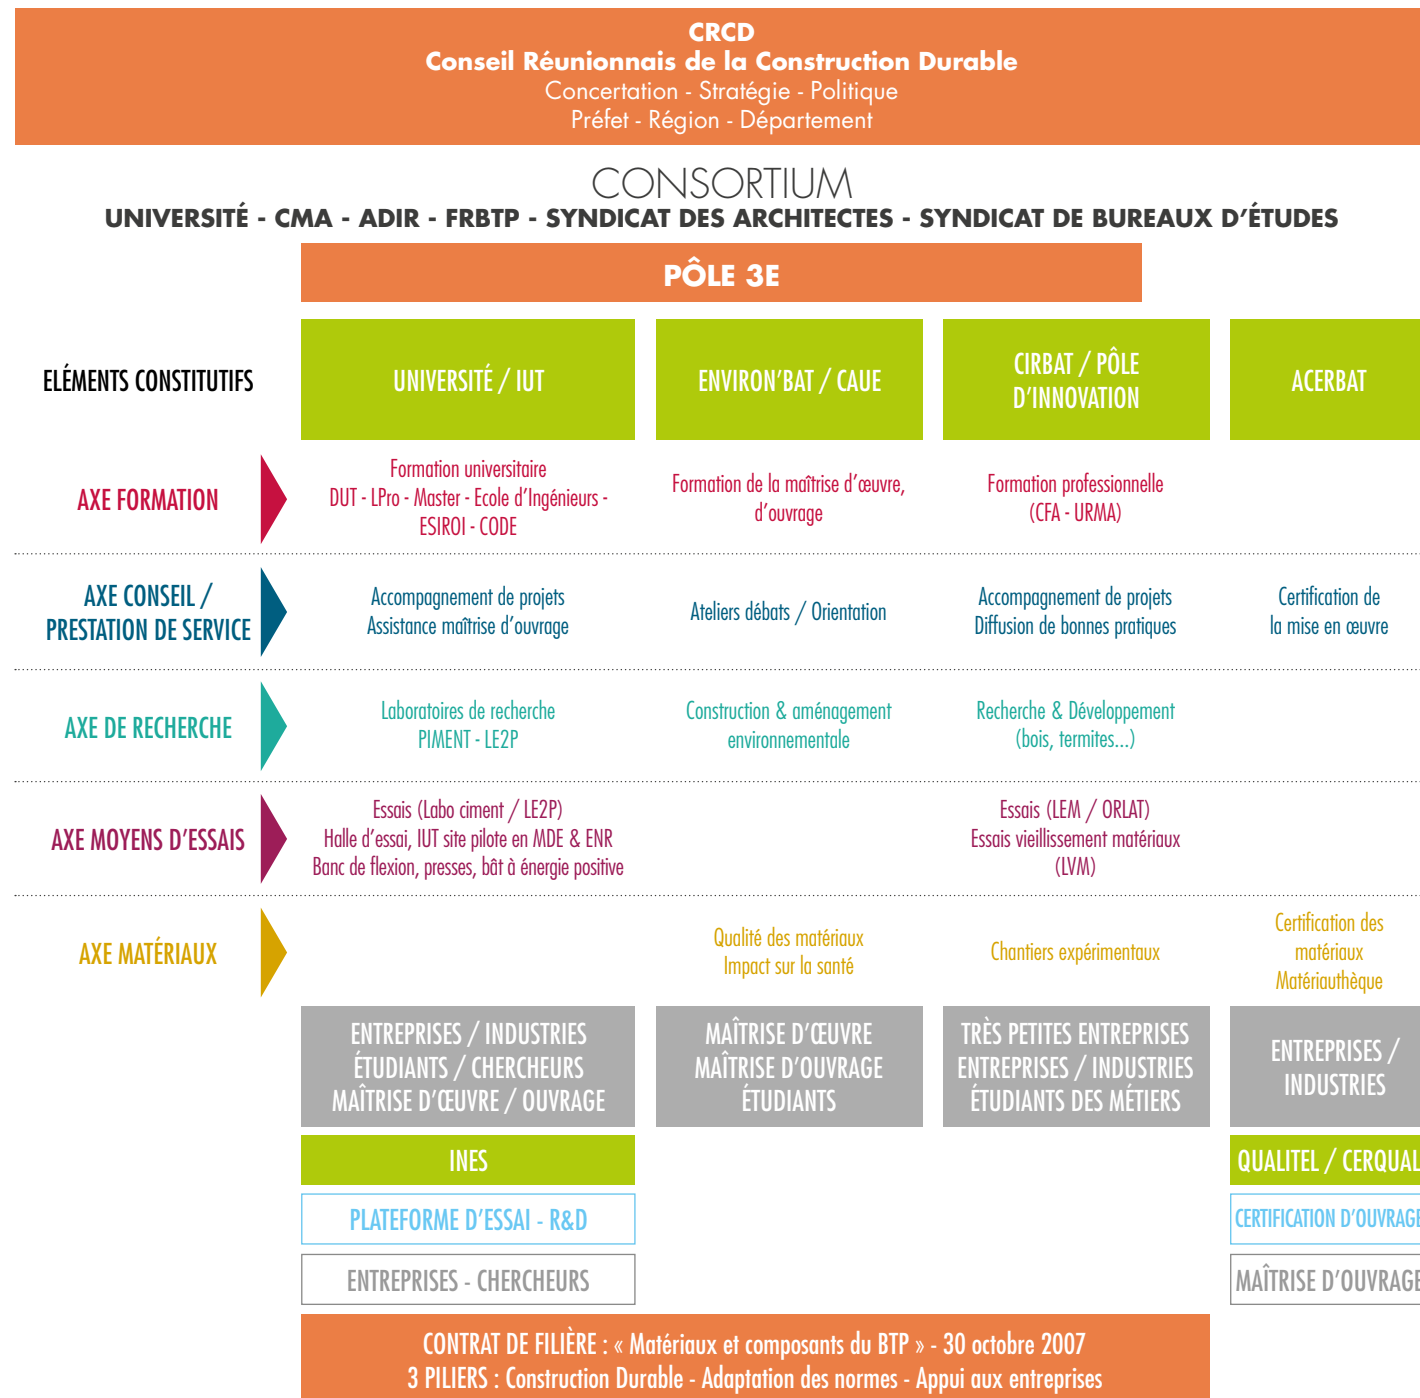 CRCD
Conseil Réunionnais de la Construction Durable
Concertation - Stratégie - Politique
Préfet - Région - Département
CONSORTIUM
UNIVERSITÉ - CMA - ADIR - FRBTP - SYNDICAT DES ARCHITECTES - SYNDICAT DE BUREAUX D’ÉTUDES
PÔLE 3E
ELÉMENTS CONSTITUTIFS
UNIVERSITÉ / IUT
ENVIRON’BAT / CAUE
CIRBAT / PÔLE
D’INNOVATION
ACERBAT
AXE FORMATION
Formation universitaire
DUT - LPro - Master - Ecole d’Ingénieurs -
ESIROI - CODE
Formation de la maîtrise d’œuvre,
d’ouvrage
Formation professionnelle
(CFA - URMA)
AXE CONSEIL /
PRESTATION DE SERVICE
Accompagnement de projets
Assistance maîtrise d’ouvrage
Ateliers débats / Orientation
Accompagnement de projets
Diffusion de bonnes pratiques
Certification de
la mise en œuvre
AXE DE RECHERCHE
Laboratoires de recherche
PIMENT - LE2P
Construction & aménagement
environnementale
Recherche & Développement
(bois, termites...)
AXE MOYENS D’ESSAIS
Essais (Labo ciment / LE2P)
Halle d’essai, IUT site pilote en MDE & ENR
Banc de flexion, presses, bât à énergie positive
Essais (LEM / ORLAT)
Essais vieillissement matériaux
(LVM)
AXE MATÉRIAUX
Qualité des matériaux
Impact sur la santé
Chantiers expérimentaux
Certification des
matériaux
Matériauthèque
ENTREPRISES / INDUSTRIES
ÉTUDIANTS / CHERCHEURS
MAÎTRISE D’ŒUVRE / OUVRAGE
MAÎTRISE D’ŒUVRE
MAÎTRISE D’OUVRAGE
ÉTUDIANTS
TRÈS PETITES ENTREPRISES
ENTREPRISES / INDUSTRIES
ÉTUDIANTS DES MÉTIERS
ENTREPRISES /
INDUSTRIES
INES
QUALITEL / CERQUAL
PLATEFORME D’ESSAI - R&D
CERTIFICATION D’OUVRAGE
ENTREPRISES - CHERCHEURS
MAÎTRISE D’OUVRAGE
CONTRAT DE FILIÈRE : « Matériaux et composants du BTP » - 30 octobre 2007
3 PILIERS : Construction Durable - Adaptation des normes - Appui aux entreprises